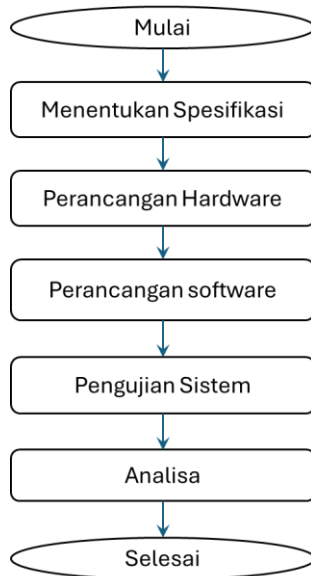 Mulai
Menentukan Spesifikasi
Perancangan Hardware
Perancangan software
Pengujian Sistem
Analisa
Selesai